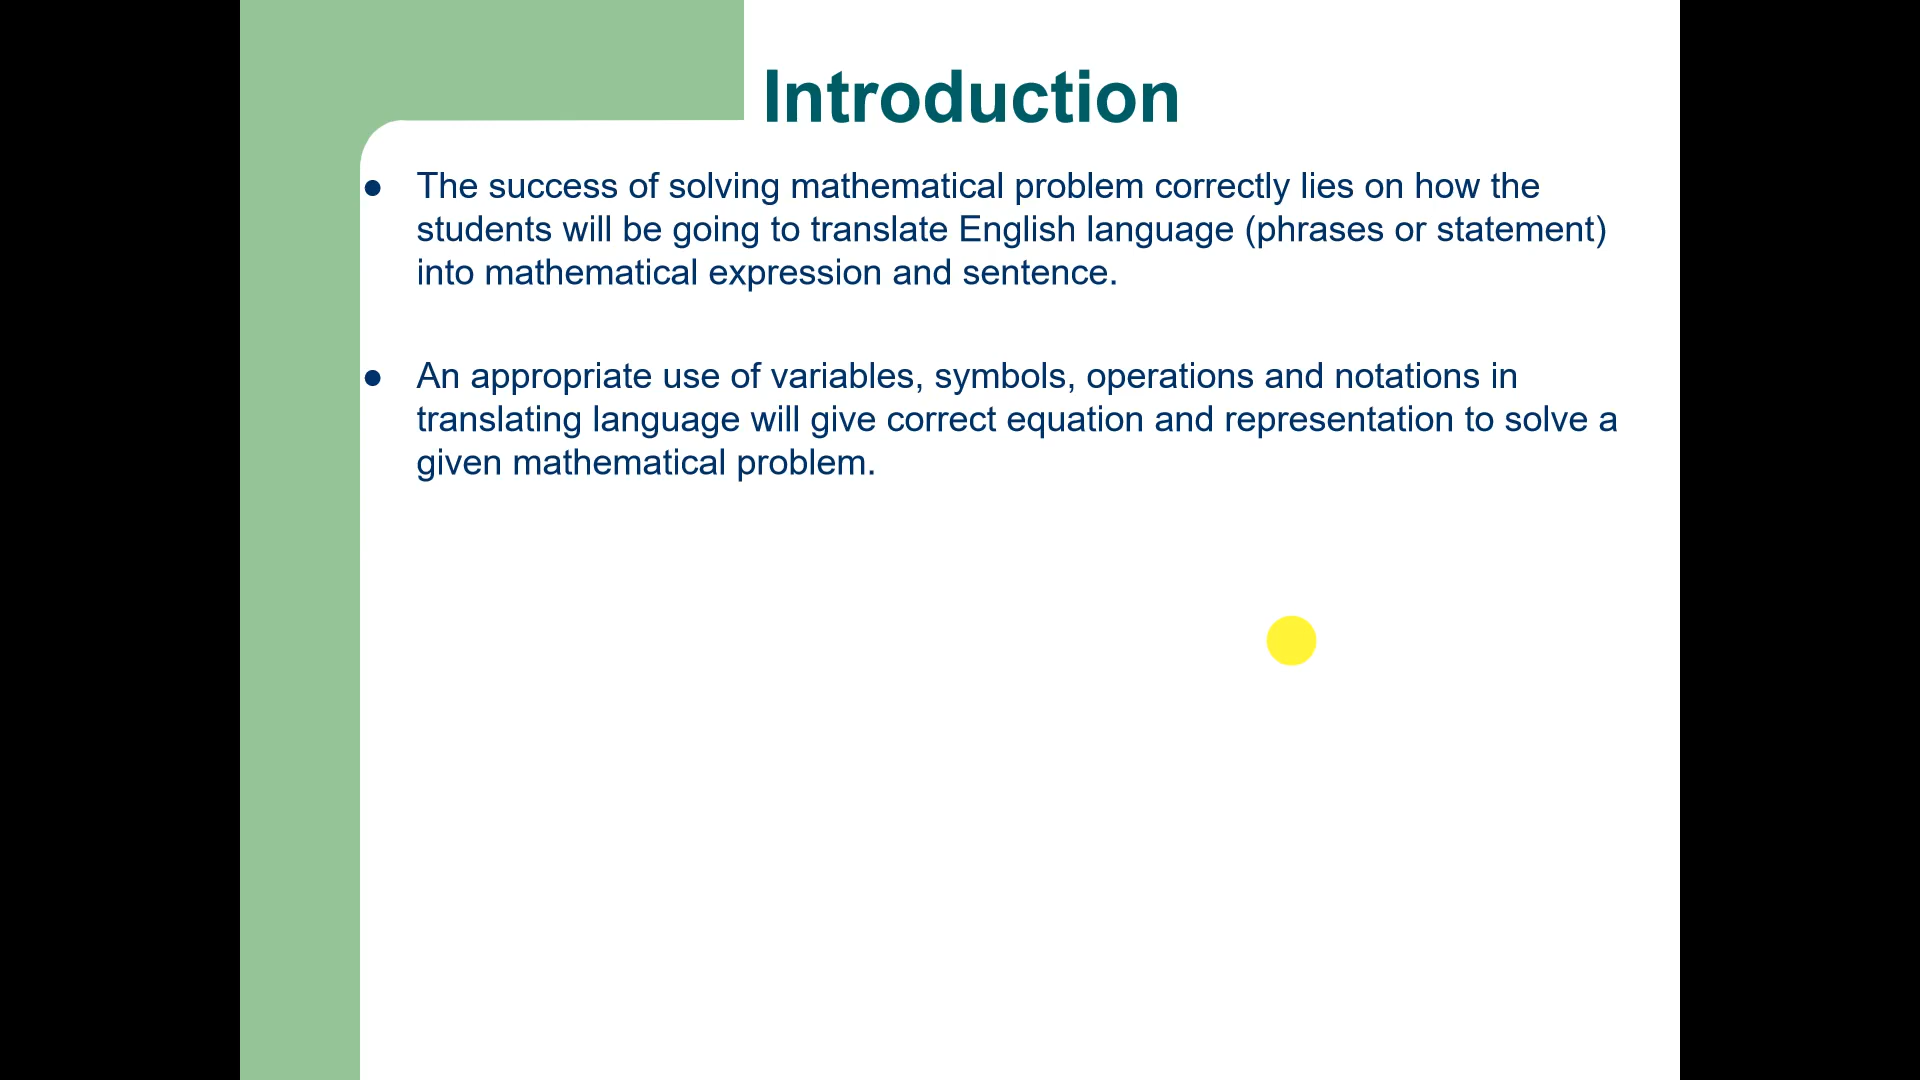 Introduction
● The success of solving mathematical problem correctly lies on how the
students will be going to translate English language (phrases or statement)
into mathematical expression and sentence.
● An appropriate use of variables, symbols, operations and notations in
translating language will give correct equation and representation to solve a
given mathematical problem.